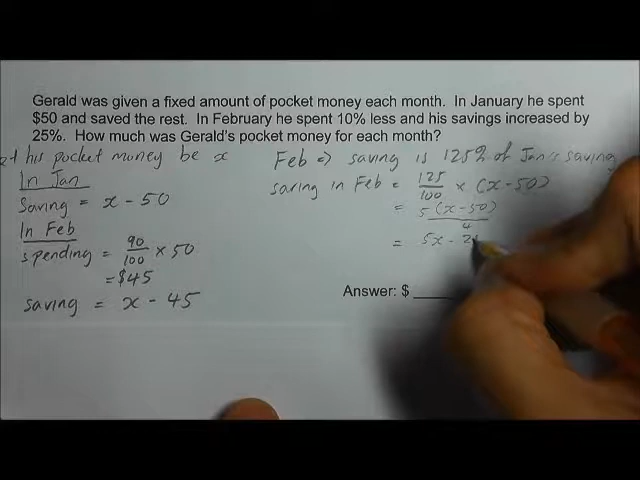 Gerald was given a fixed amount of pocket money each month. In January he spent
$50 and saved the rest. In February he spent 10% less and his savings increased by
25%. How much was Gerald's pocket money for each month?
his pocket money be x
In Jan
Saving = x - 50
In Feb
spending = 90/100 × 50
= $45
saving = x - 45
Feb => saving is 125% of Jan's saving
saving in Feb = 125/100 × (x - 50)
= 5(x - 50)/4
= 5x - 2
Answer: $